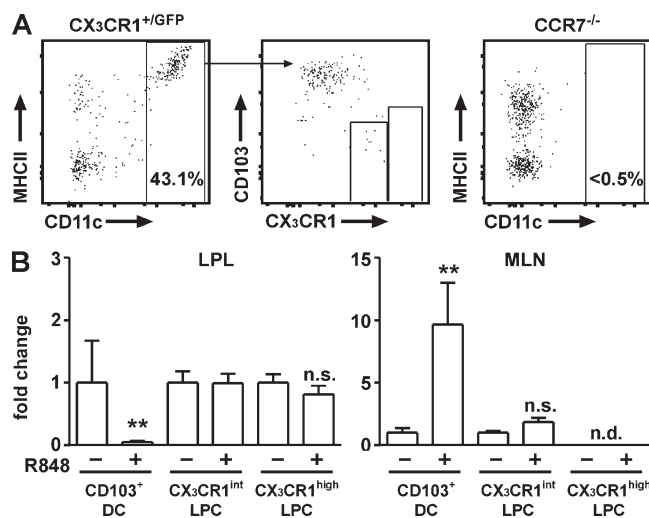 A
CX₃CR1⁺/ᴳᶠᴾ
CCR7⁻/⁻
MHCII
43.1%
CD11c
CD103
CX₃CR1
MHCII
<0.5%
CD11c
B
LPL
MLN
fold change
3
2
1
0
**
n.s.
15
10
5
0
**
n.s.
n.d.
R848
− + − + − +
− + − + − +
CD103⁺ DC
CX₃CR1ⁱⁿᵗ LPC
CX₃CR1ʰⁱᵍʰ LPC
CD103⁺ DC
CX₃CR1ⁱⁿᵗ LPC
CX₃CR1ʰⁱᵍʰ LPC